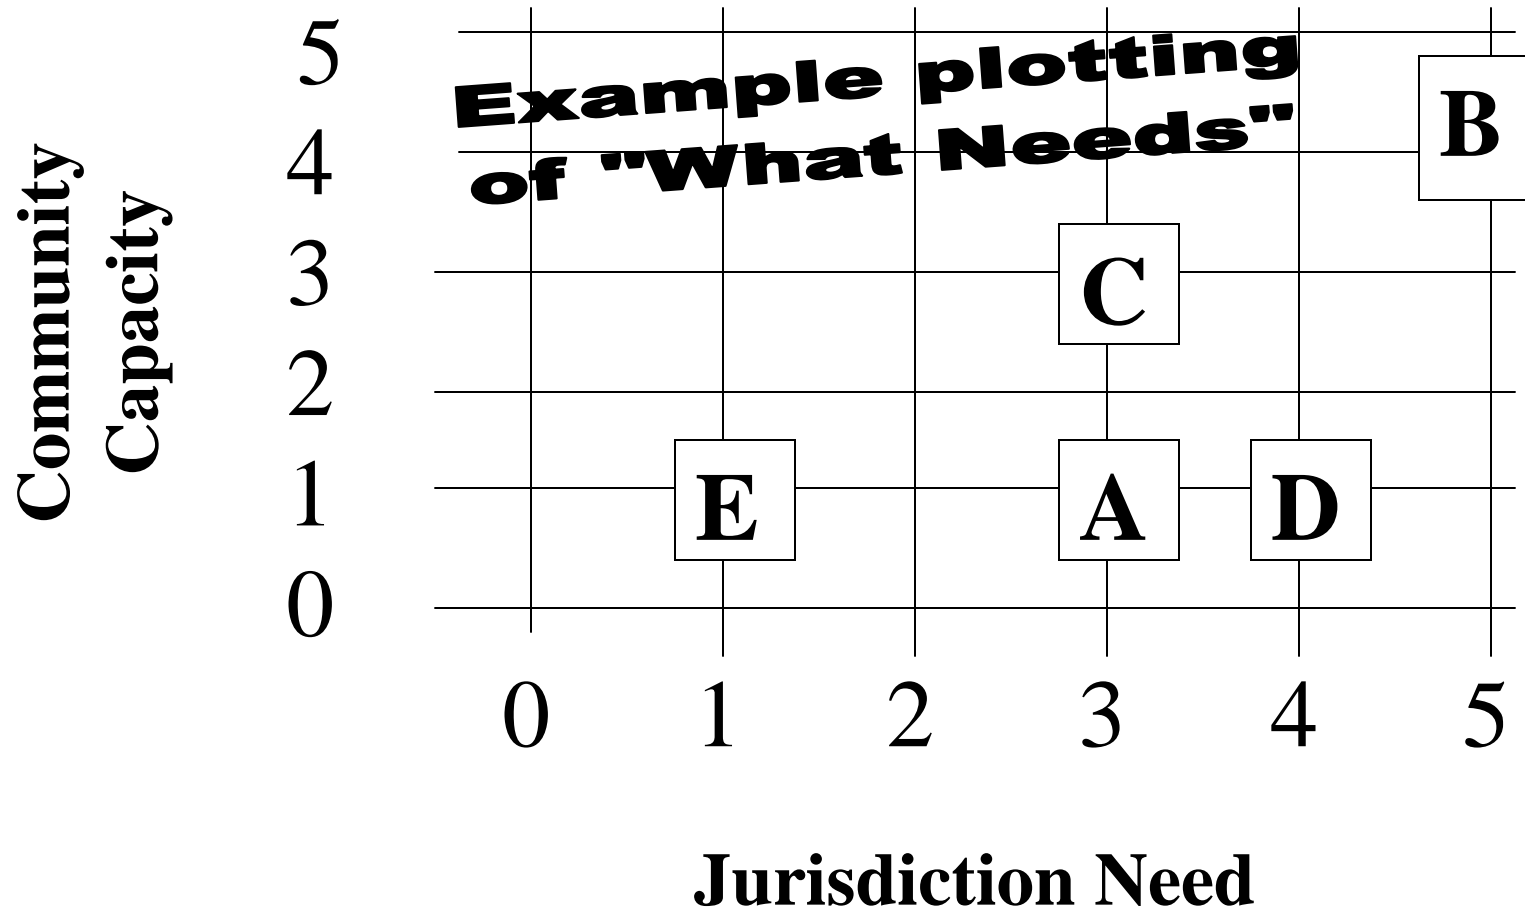 Example plotting
of "What Needs"
Community
Capacity
5
4
3
2
1
0
B
C
E
A
D
0 1 2 3 4 5
Jurisdiction Need